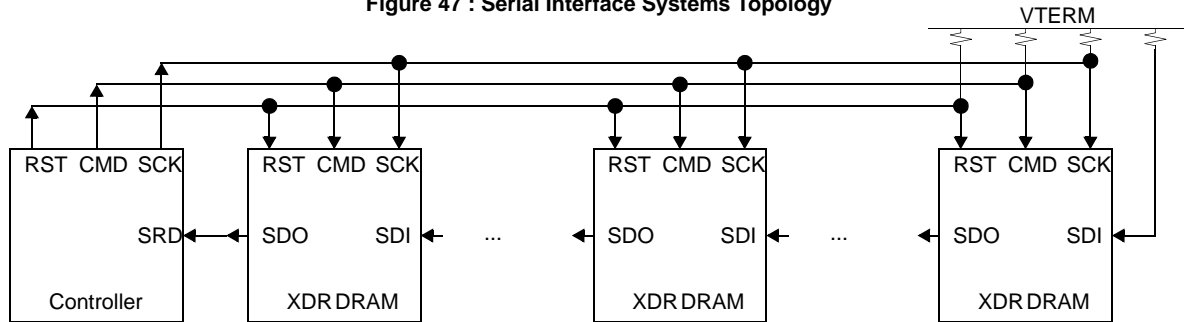 Figure 47 : Serial Interface Systems Topology
VTERM
RST CMD SCK
RST CMD SCK
RST CMD SCK
RST CMD SCK
SRD
SDO SDI
...
SDO SDI
...
SDO SDI
Controller
XDR DRAM
XDR DRAM
XDR DRAM